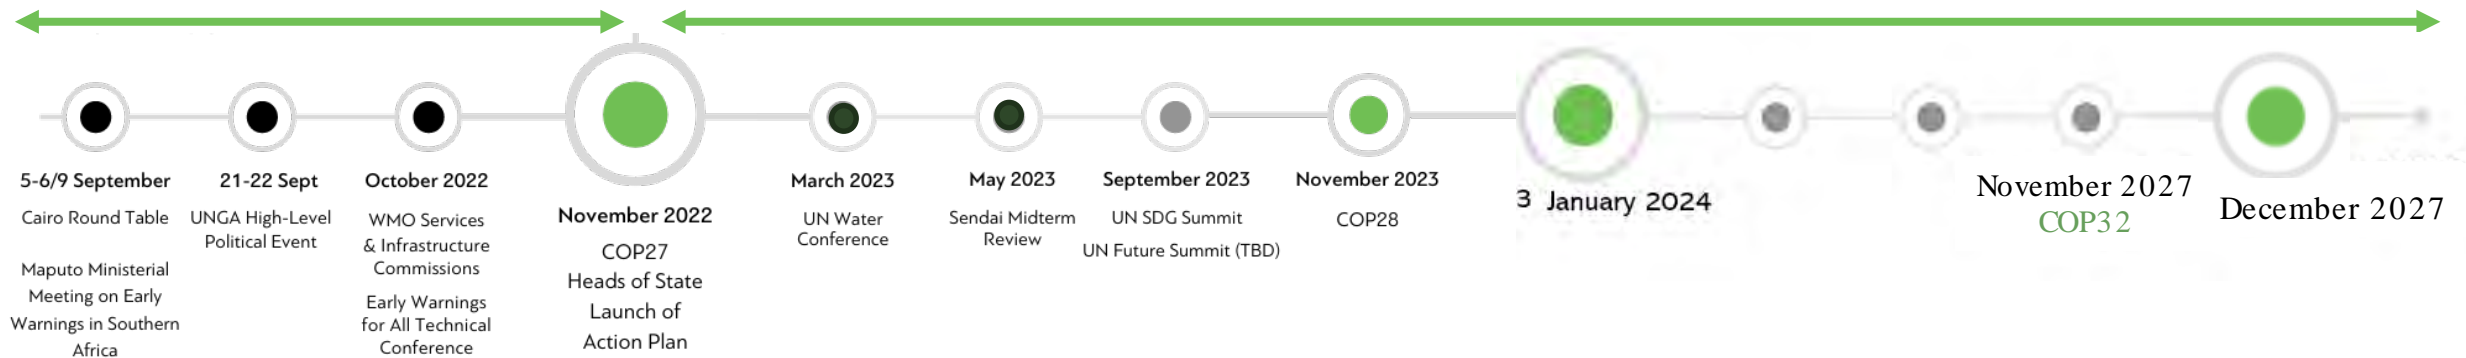 5-6/9 September
Cairo Round Table
Maputo Ministerial
Meeting on Early
Warnings in Southern
Africa
21-22 Sept
UNGA High-Level
Political Event
October 2022
WMO Services
& Infrastructure
Commissions
Early Warnings
for All Technical
Conference
November 2022
COP27
Heads of State
Launch of
Action Plan
March 2023
UN Water
Conference
May 2023
Sendai Midterm
Review
September 2023
UN SDG Summit
UN Future Summit (TBD)
November 2023
COP28
3 January 2024
November 2027
COP32
December 2027